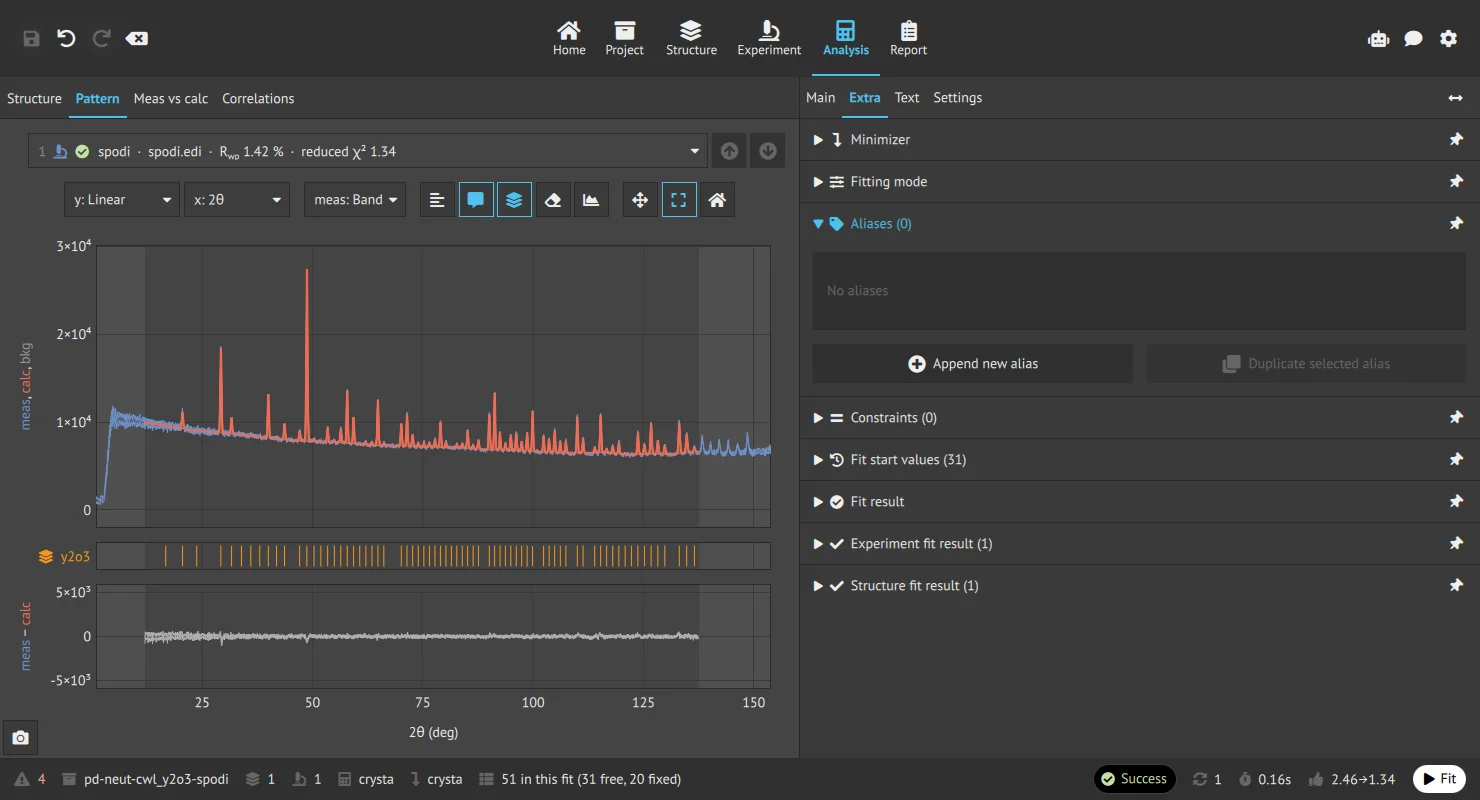 Home
Project
Structure
Experiment
Analysis
Report
Structure
Pattern
Meas vs calc
Correlations
Main
Extra
Text
Settings
1 spodi · spodi.edi · Rwp 1.42 % · reduced χ² 1.34
y: Linear
x: 2θ
meas: Band
meas, calc, bkg
3×10⁴
2×10⁴
1×10⁴
0
y2o3
meas − calc
5×10³
0
-5×10³
25
50
75
100
125
150
2θ (deg)
Minimizer
Fitting mode
Aliases (0)
No aliases
Append new alias
Duplicate selected alias
Constraints (0)
Fit start values (31)
Fit result
Experiment fit result (1)
Structure fit result (1)
4
pd-neut-cwl_y2o3-spodi
1
1
crysta
crysta
51 in this fit (31 free, 20 fixed)
Success
1
0.16s
2.46→1.34
Fit